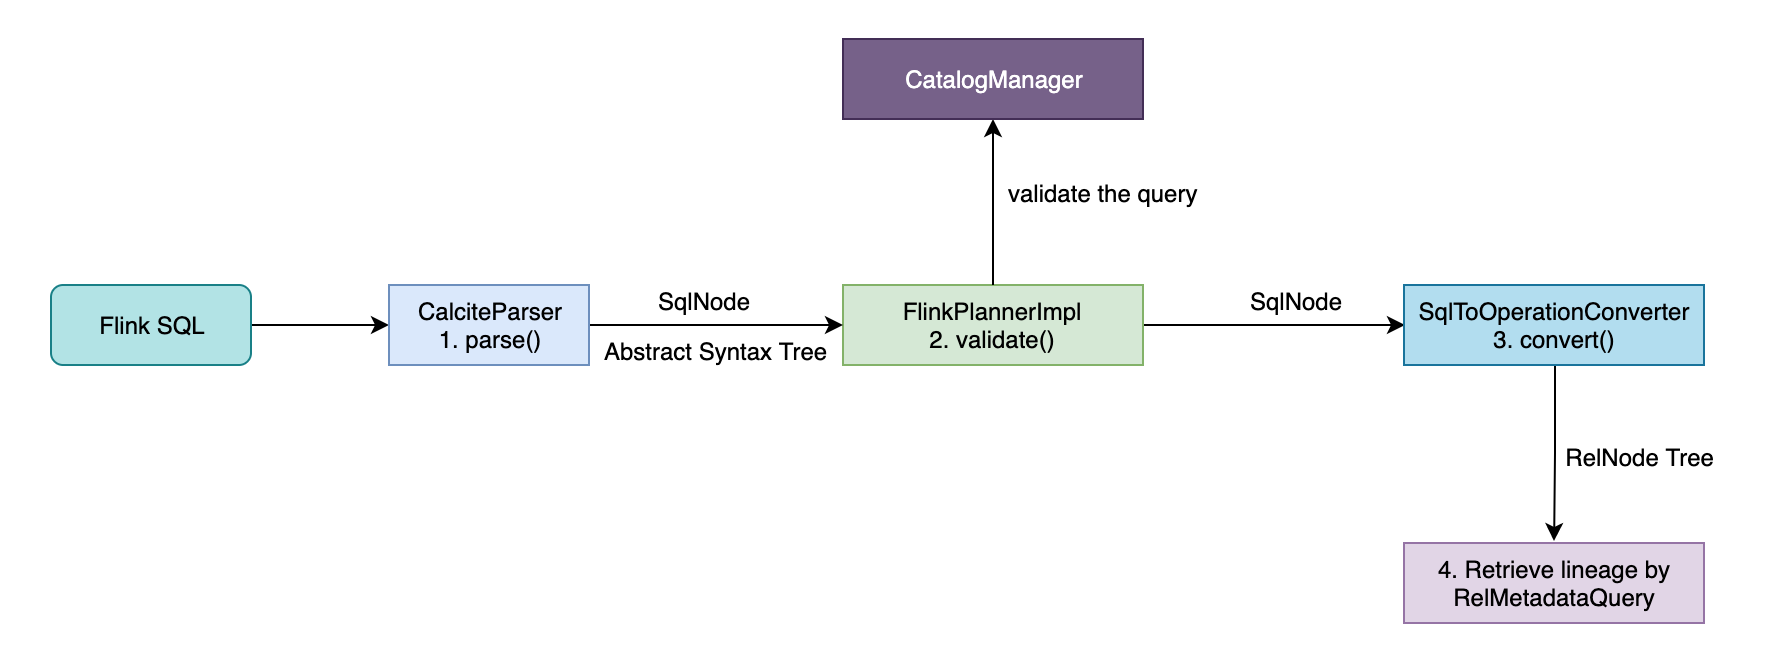 CatalogManager
validate the query
Flink SQL
CalciteParser
1. parse()
SqlNode
Abstract Syntax Tree
FlinkPlannerImpl
2. validate()
SqlNode
SqlToOperationConverter
3. convert()
RelNode Tree
4. Retrieve lineage by
RelMetadataQuery